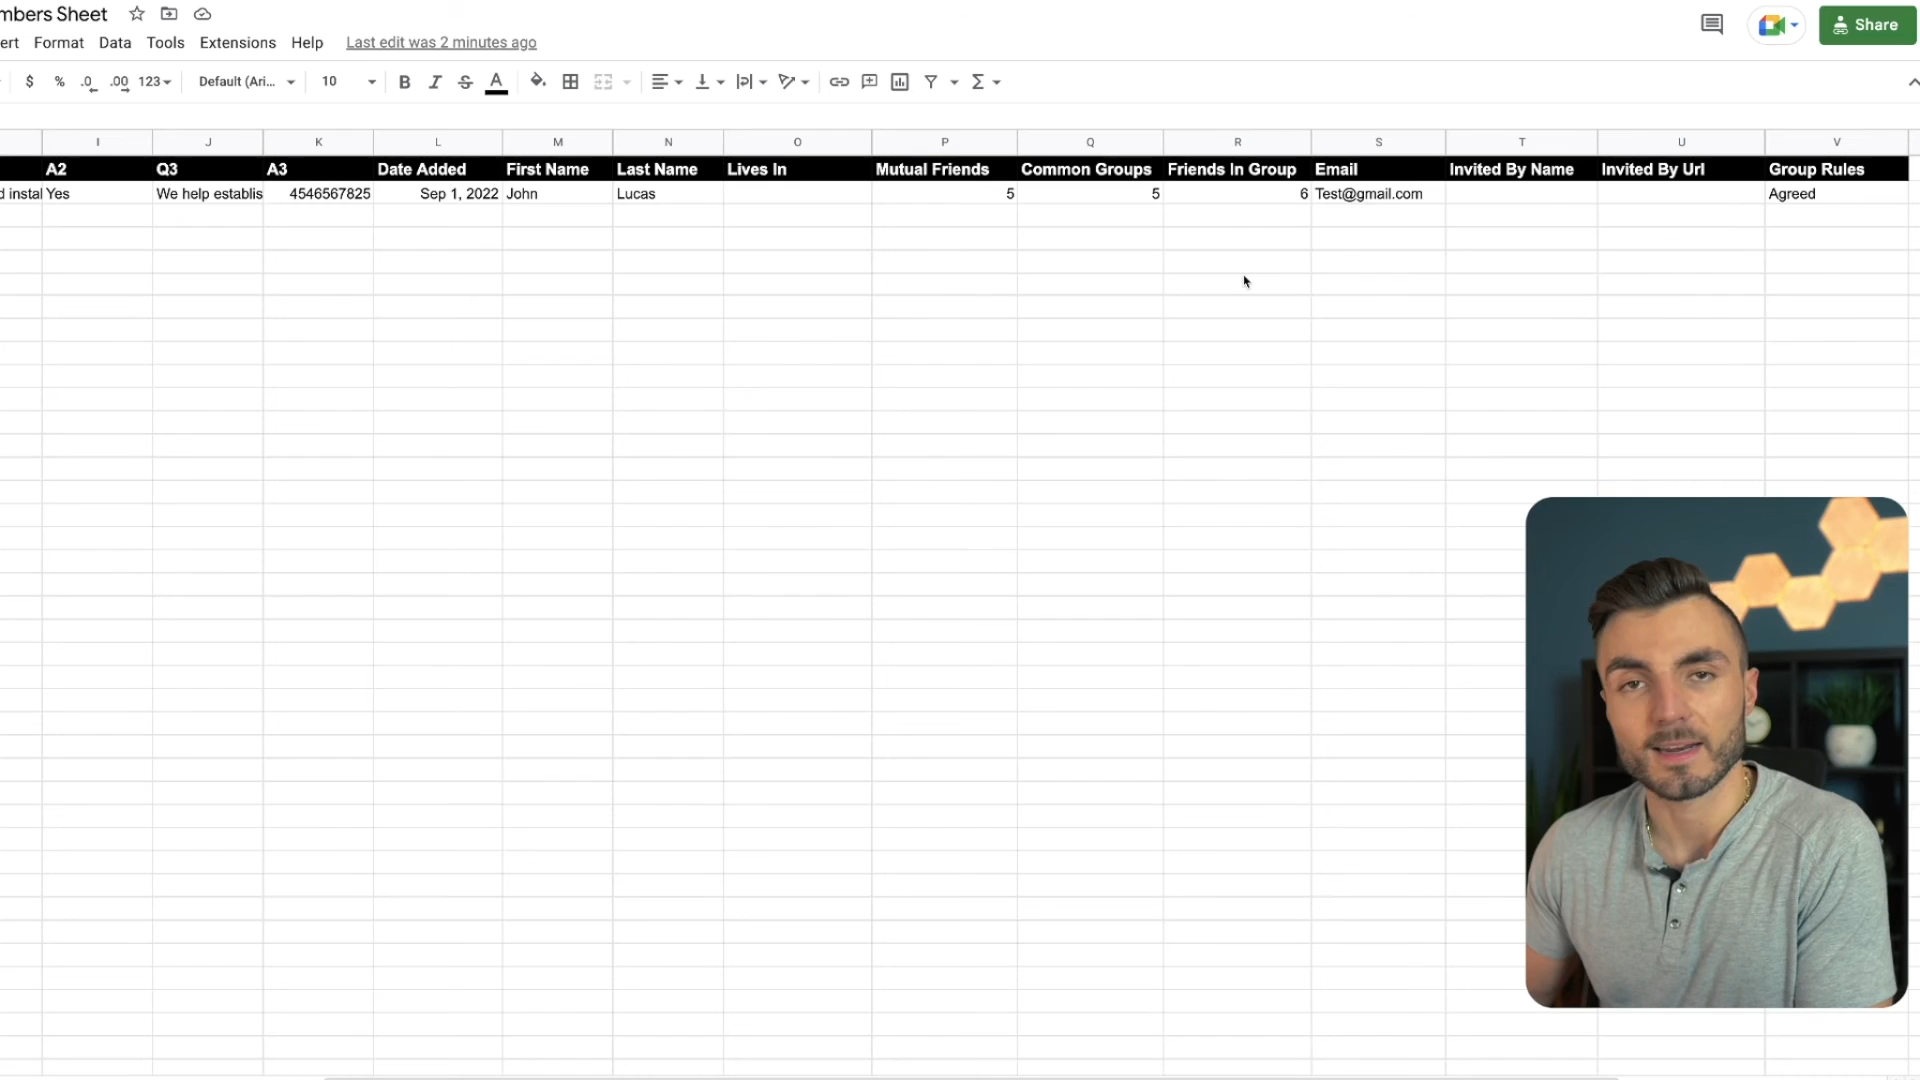 mbers Sheet
ert Format Data Tools Extensions Help Last edit was 2 minutes ago
Share
$ % .0 .00 123 Default (Ari... 10 B I S A
I J K L M N O P Q R S T U V
A2 Q3 A3 Date Added First Name Last Name Lives In Mutual Friends Common Groups Friends In Group Email Invited By Name Invited By Url Group Rules
d instal Yes We help establis 4546567825 Sep 1, 2022 John Lucas 5 5 6 Test@gmail.com Agreed